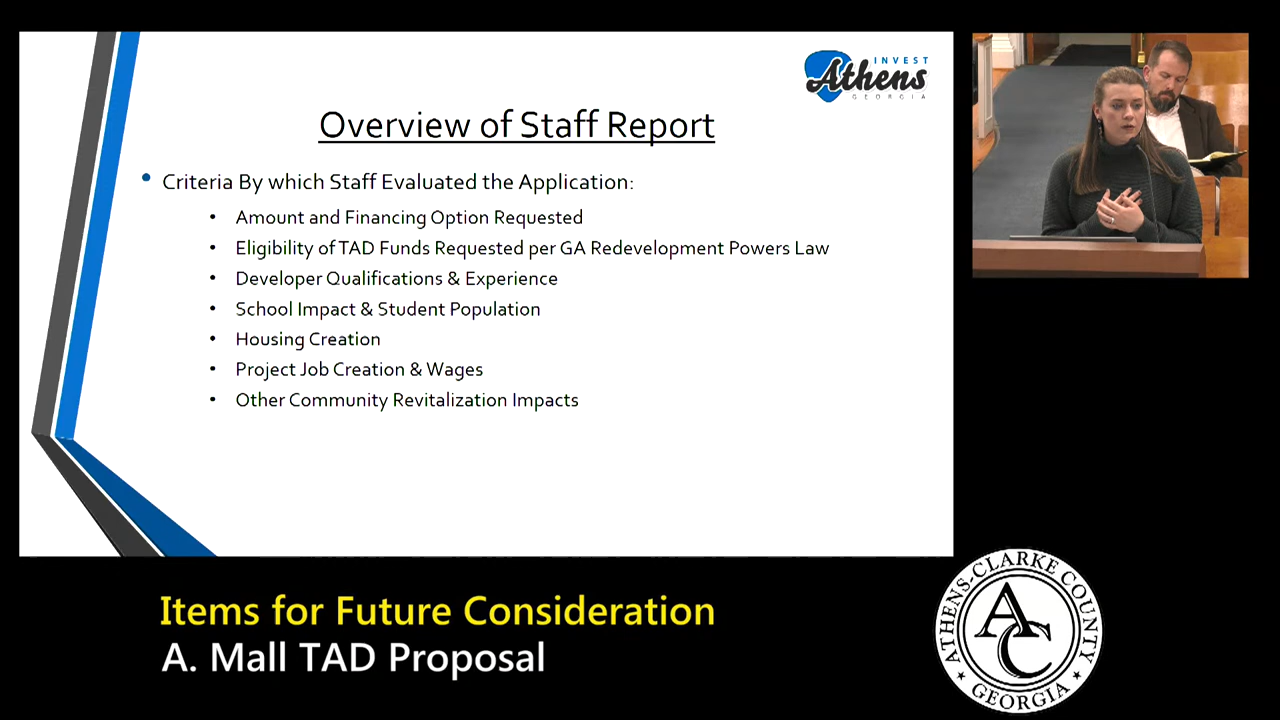 INVEST
Athens
GEORGIA
Overview of Staff Report
• Criteria By which Staff Evaluated the Application:
• Amount and Financing Option Requested
• Eligibility of TAD Funds Requested per GA Redevelopment Powers Law
• Developer Qualifications & Experience
• School Impact & Student Population
• Housing Creation
• Project Job Creation & Wages
• Other Community Revitalization Impacts
Items for Future Consideration
A. Mall TAD Proposal
ATHENS-CLARKE COUNTY
AC
GEORGIA